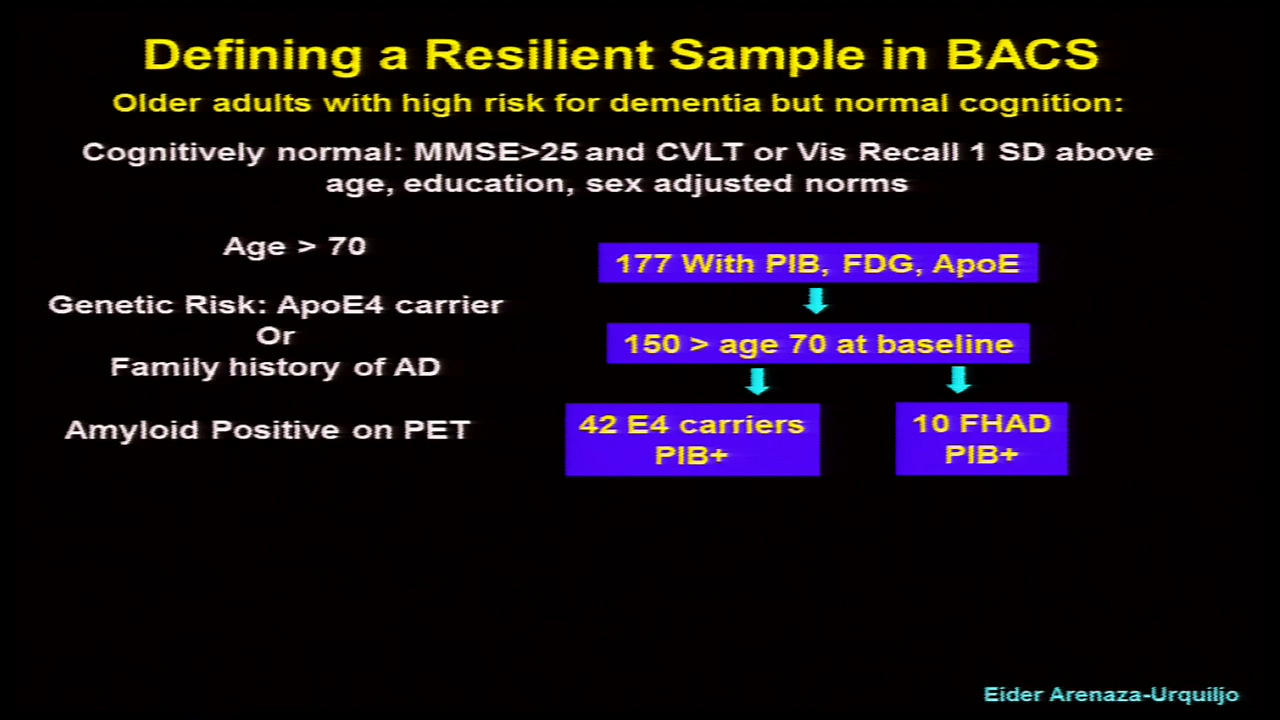 Defining a Resilient Sample in BACS
Older adults with high risk for dementia but normal cognition:
Cognitively normal: MMSE>25 and CVLT or Vis Recall 1 SD above
age, education, sex adjusted norms
Age > 70
Genetic Risk: ApoE4 carrier
Or
Family history of AD
Amyloid Positive on PET
177 With PIB, FDG, ApoE
150 > age 70 at baseline
42 E4 carriers
PIB+
10 FHAD
PIB+
Eider Arenaza-Urquiljo